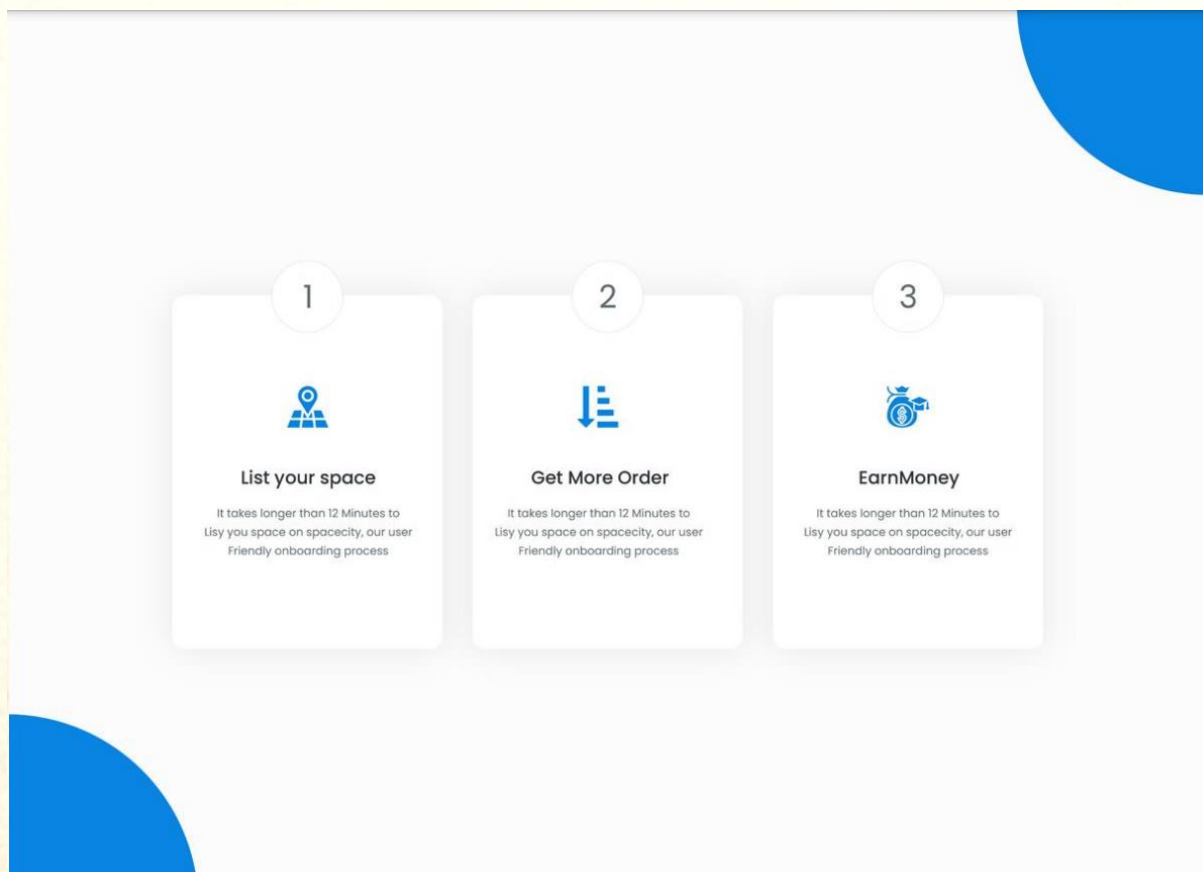 1
List your space
It takes longer than 12 Minutes to
Lisy you space on spacecity, our user
Friendly onboarding process
2
Get More Order
It takes longer than 12 Minutes to
Lisy you space on spacecity, our user
Friendly onboarding process
3
EarnMoney
It takes longer than 12 Minutes to
Lisy you space on spacecity, our user
Friendly onboarding process